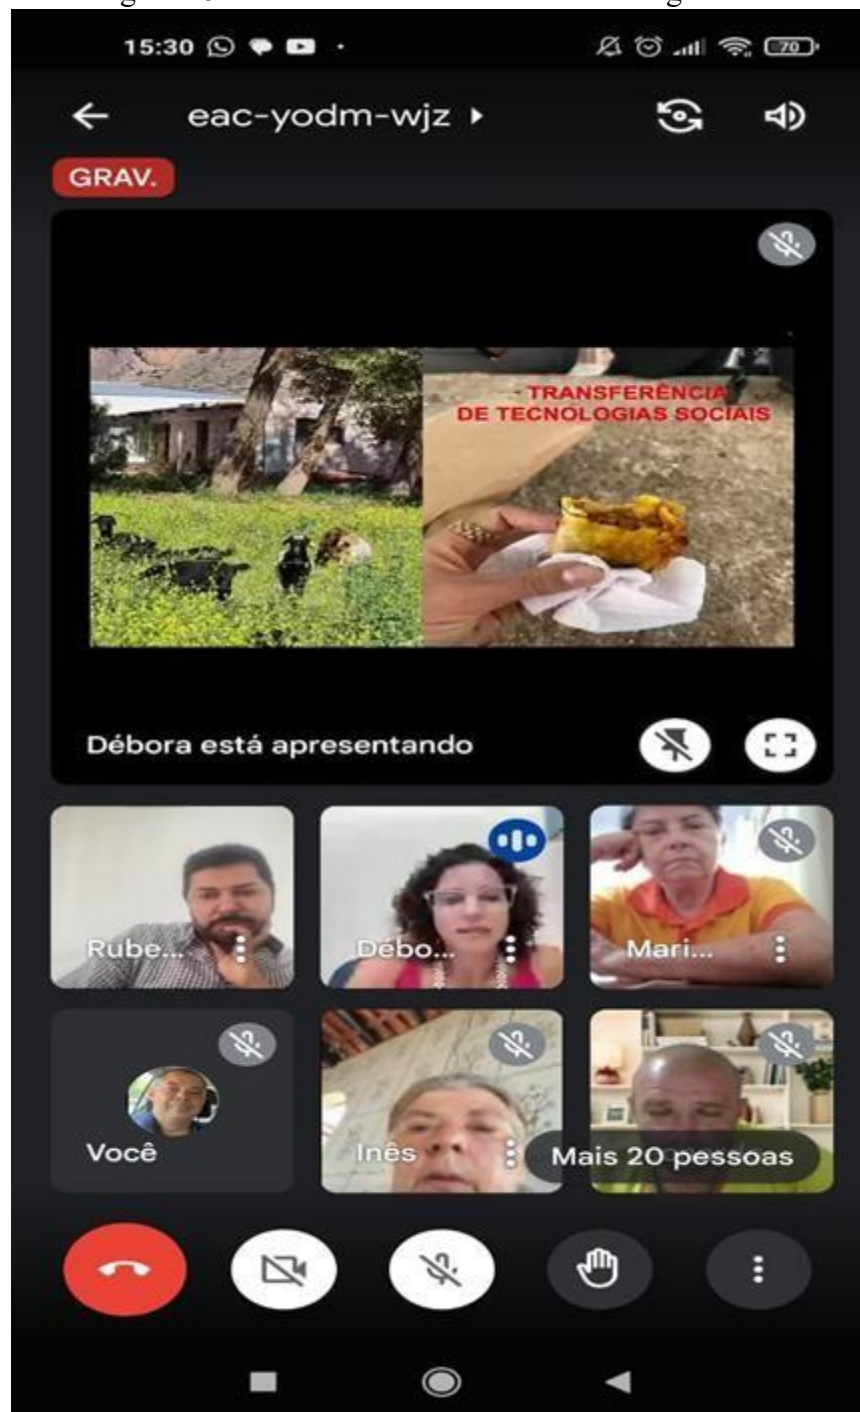 15:30
70
eac-yodm-wjz
GRAV.
TRANSFERÊNCIA
DE TECNOLOGIAS SOCIAIS
Débora está apresentando
Rube...
Débo...
Mari...
Você
Inês
Mais 20 pessoas